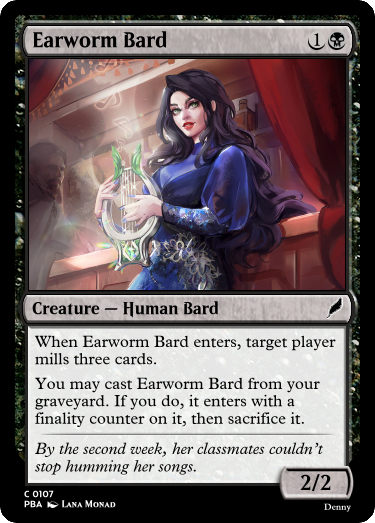 Earworm Bard 1
Creature — Human Bard
When Earworm Bard enters, target player
mills three cards.
You may cast Earworm Bard from your
graveyard. If you do, it enters with a
finality counter on it, then sacrifice it.
By the second week, her classmates couldn't
stop humming her songs.
2/2
C 0107
PBA Lana Monad
Denny